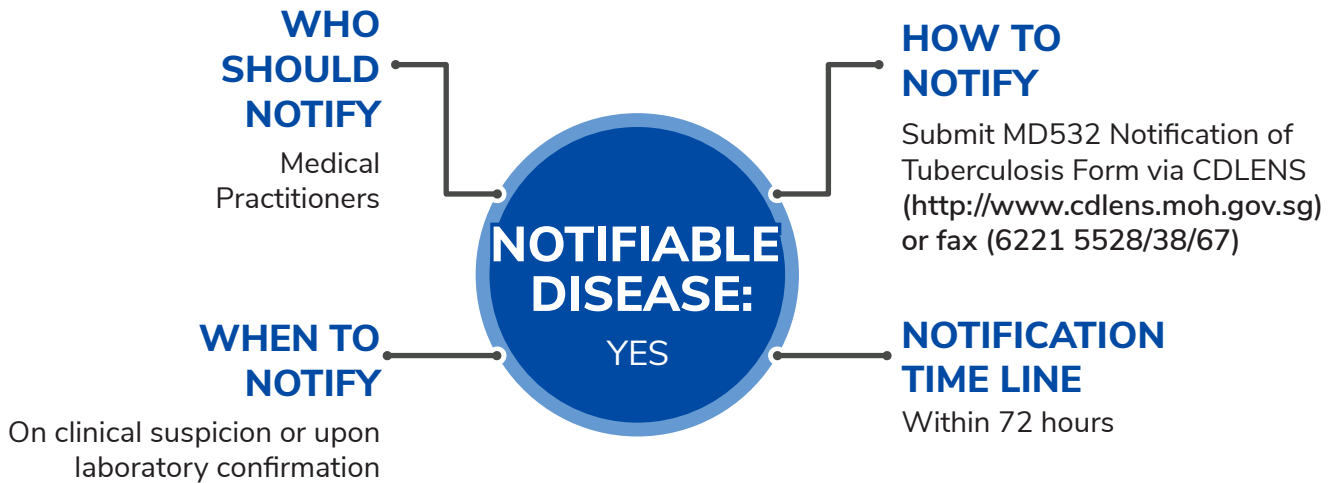 WHO
SHOULD
NOTIFY
Medical
Practitioners
HOW TO
NOTIFY
Submit MD532 Notification of
Tuberculosis Form via CDLENS
(http://www.cdlens.moh.gov.sg)
or fax (6221 5528/38/67)
NOTIFIABLE
DISEASE:
YES
WHEN TO
NOTIFY
On clinical suspicion or upon
laboratory confirmation
NOTIFICATION
TIME LINE
Within 72 hours